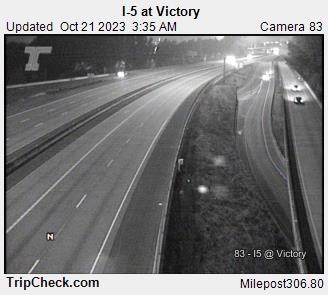 I-5 at Victory
Updated Oct 21 2023 3:35 AM Camera 83
T
N
83 - I5 @ Victory
TripCheck.com Milepost306.80